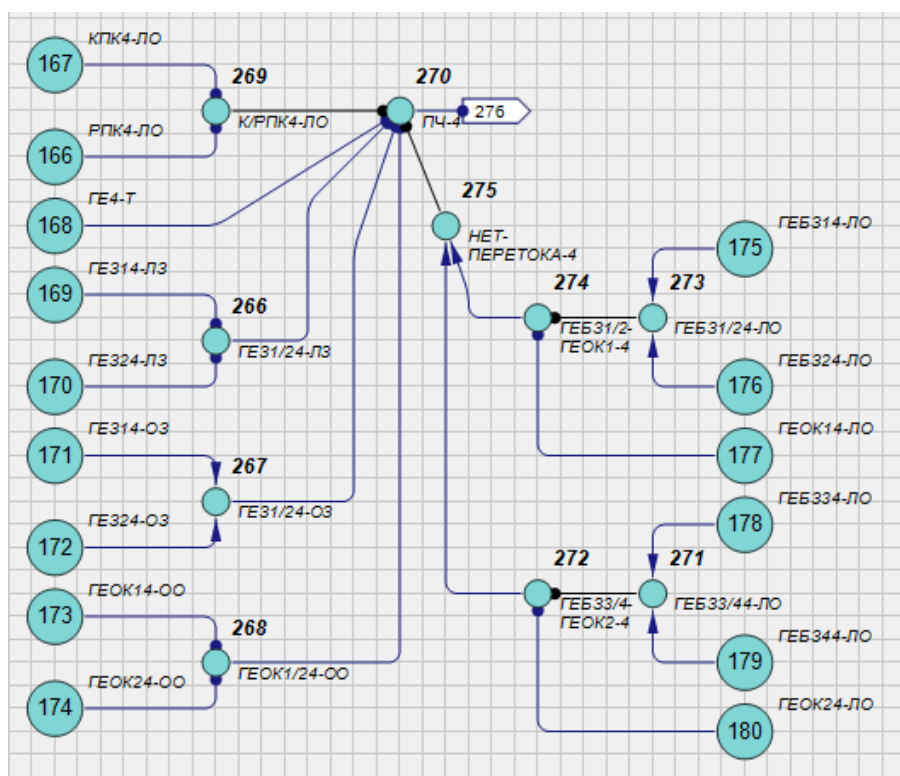 КПК4-ЛО
167
269
270
276
К/РПК4-ЛО
ПЧ-4
РПК4-ЛО
166
275
ГЕ4-Т
168
НЕТ-
ПЕРЕТОКА-4
ГЕБ314-ЛО
175
ГЕ314-ЛЗ
169
266
274
273
ГЕБ31/2-
ГЕОК1-4
ГЕБ31/24-ЛО
ГЕ31/24-ЛЗ
ГЕ324-ЛЗ
170
ГЕБ324-ЛО
176
ГЕ314-ОЗ
171
267
ГЕОК14-ЛО
177
ГЕ31/24-ОЗ
ГЕБ334-ЛО
178
ГЕ324-ОЗ
172
272
271
ГЕОК14-ОО
173
ГЕБ33/4-
ГЕОК2-4
ГЕБ33/44-ЛО
268
ГЕОК1/24-ОО
ГЕБ344-ЛО
179
ГЕОК24-ОО
174
ГЕОК24-ЛО
180